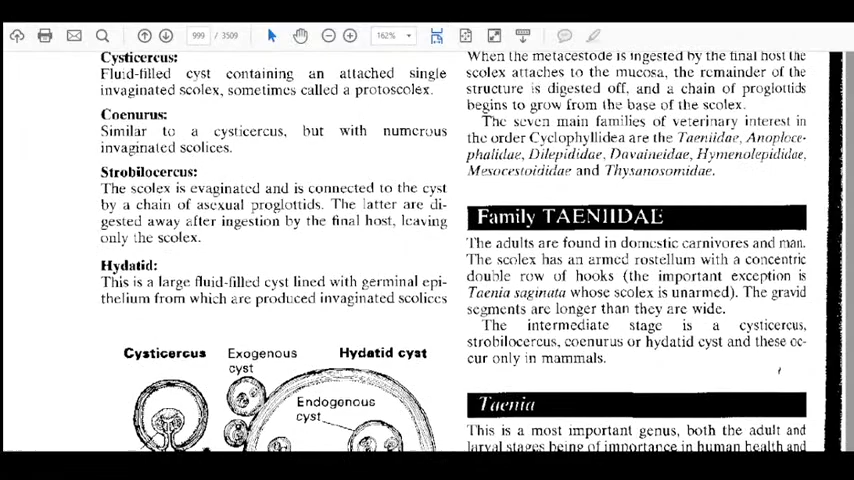 999 / 3509
162%
Cysticercus:
Fluid-filled cyst containing an attached single
invaginated scolex, sometimes called a protoscolex.
Coenurus:
Similar to a cysticercus, but with numerous
invaginated scolices.
Strobilocercus:
The scolex is evaginated and is connected to the cyst
by a chain of asexual proglottids. The latter are di-
gested away after ingestion by the final host, leaving
only the scolex.
Hydatid:
This is a large fluid-filled cyst lined with germinal epi-
thelium from which are produced invaginated scolices
Cysticercus
Exogenous
cyst
Hydatid cyst
Endogenous
cyst
When the metacestode is ingested by the final host the
scolex attaches to the mucosa, the remainder of the
structure is digested off, and a chain of proglottids
begins to grow from the base of the scolex.
The seven main families of veterinary interest in
the order Cyclophyllidea are the Taeniidae, Anoploce-
phalidae, Dilepididae, Davaineidae, Hymenolepididae,
Mesocestoididae and Thysanosomidae.
Family TAENIIDAE
The adults are found in domestic carnivores and man.
The scolex has an armed rostellum with a concentric
double row of hooks (the important exception is
Taenia saginata whose scolex is unarmed). The gravid
segments are longer than they are wide.
The intermediate stage is a cysticercus,
strobilocercus, coenurus or hydatid cyst and these oc-
cur only in mammals.
Taenia
This is a most important genus, both the adult and
larval stages being of importance in human health and